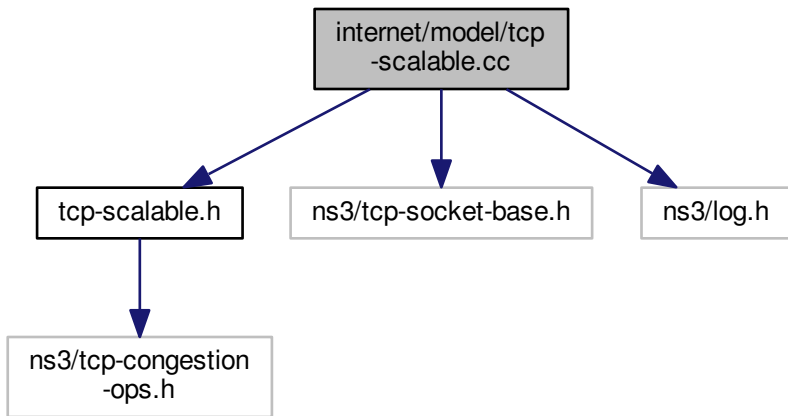 internet/model/tcp
-scalable.cc
tcp-scalable.h
ns3/tcp-socket-base.h
ns3/log.h
ns3/tcp-congestion
-ops.h